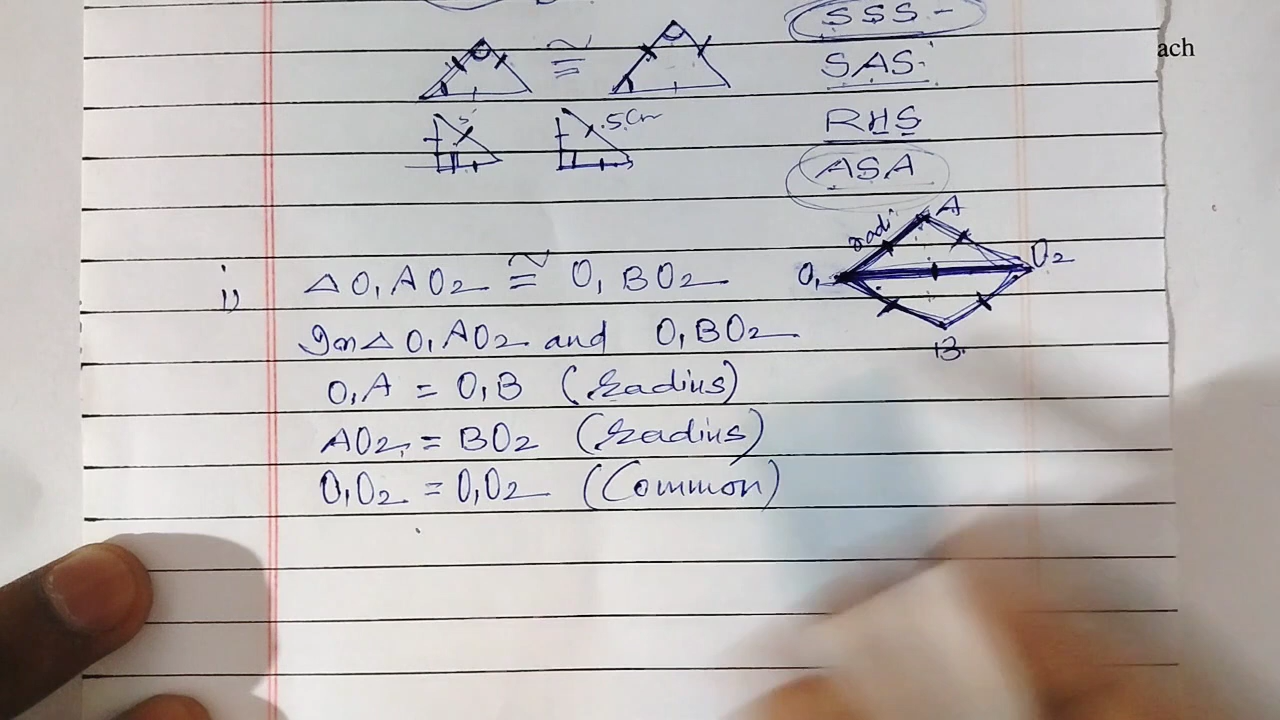 SSS -
ach
≅
SAS
5
.5cm
RHS
ASA
radi
A
O₁
O₂
B
i) △O₁AO₂ ≅ O₁BO₂
In △O₁AO₂ and O₁BO₂
O₁A = O₁B (radius)
AO₂ = BO₂ (radius)
O₁O₂ = O₁O₂ (Common)